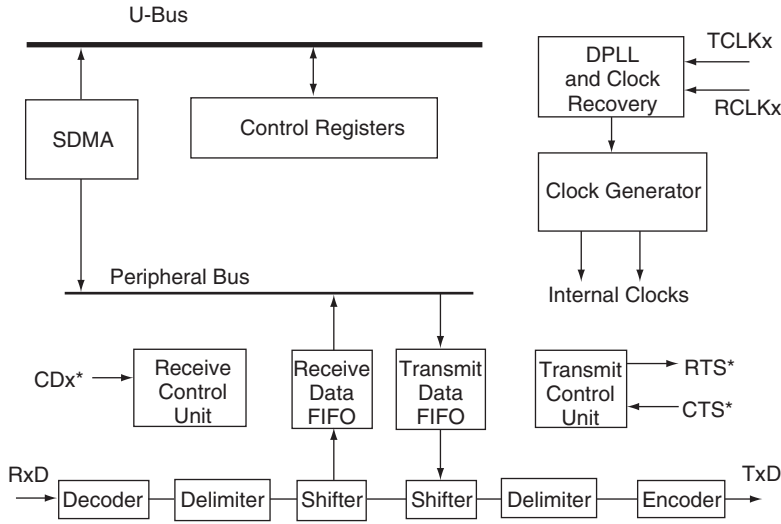 U-Bus
SDMA
Control Registers
DPLL
and Clock
Recovery
TCLKx
RCLKx
Clock Generator
Internal Clocks
Peripheral Bus
CDx*
Receive
Control
Unit
Receive
Data
FIFO
Transmit
Data
FIFO
Transmit
Control
Unit
RTS*
CTS*
RxD
Decoder
Delimiter
Shifter
Shifter
Delimiter
Encoder
TxD